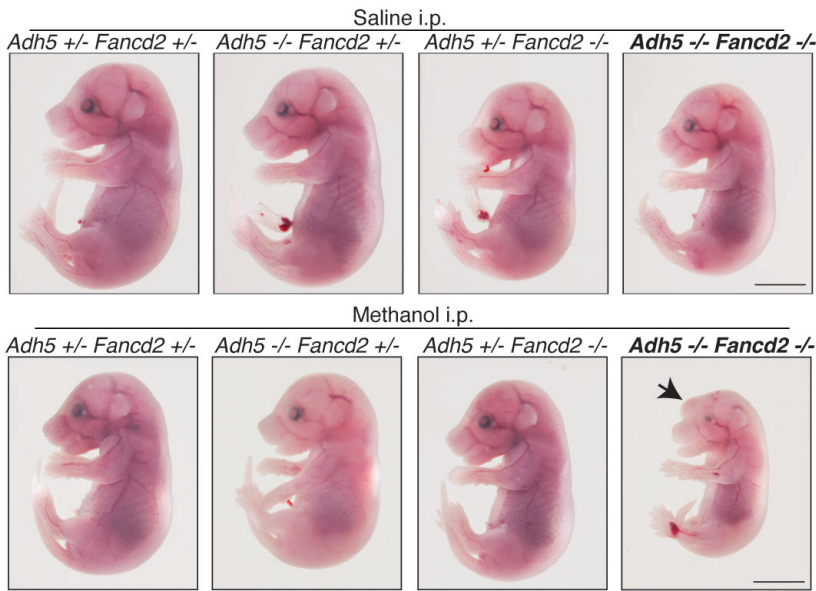 Saline i.p.
Adh5 +/- Fancd2 +/- Adh5 -/- Fancd2 +/- Adh5 +/- Fancd2 -/- Adh5 -/- Fancd2 -/-
Methanol i.p.
Adh5 +/- Fancd2 +/- Adh5 -/- Fancd2 +/- Adh5 +/- Fancd2 -/- Adh5 -/- Fancd2 -/-